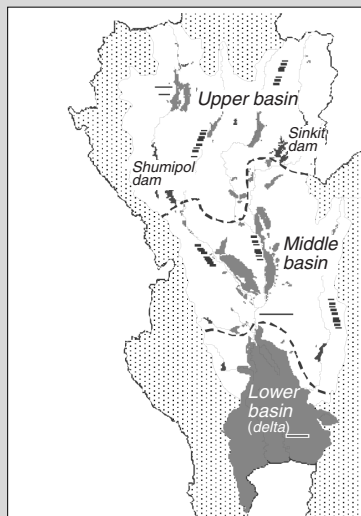 Upper basin
Sinkit
dam
Shumipol
dam
Middle
basin
Lower
basin
(delta)